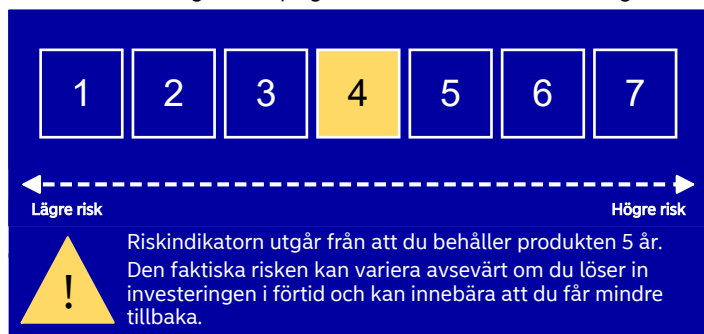 1 2 3 4 5 6 7
Lägre risk Högre risk
Riskindikatorn utgår från att du behåller produkten 5 år.
Den faktiska risken kan variera avsevärt om du löser in
investeringen i förtid och kan innebära att du får mindre
tillbaka.
!